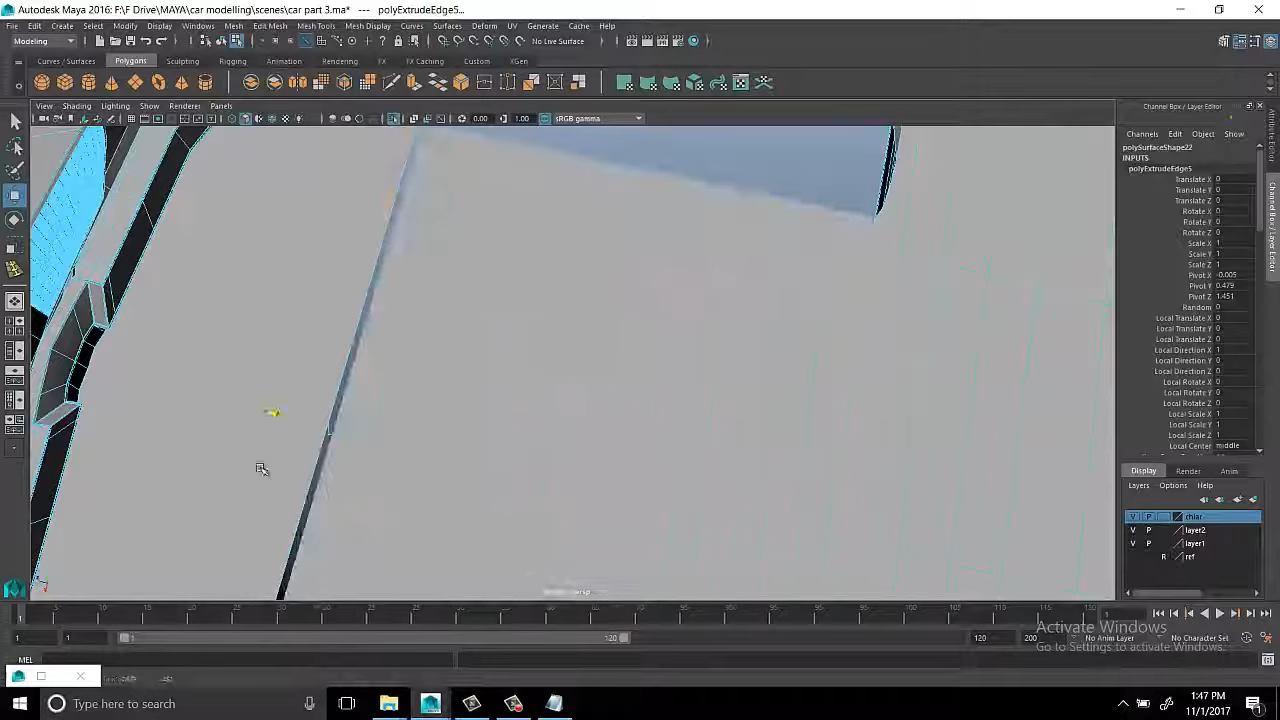 Autodesk Maya 2016: F:\F Drive\MAYA\car modelling\scenes\car part 3.ma* --- polyExtrudeEdge5...
File Edit Create Select Modify Display Windows Mesh Edit Mesh Mesh Tools Mesh Display Curves Surfaces Deform UV Generate Cache Help
Modeling No Live Surface
Curves / Surfaces Polygons Sculpting Rigging Animation Rendering FX FX Caching Custom XGen
View Shading Lighting Show Renderer Panels
0.00 1.00 sRGB gamma
Channel Box / Layer Editor
Channels Edit Object Show
polySurfaceShape22
INPUTS
polyExtrudeEdge5
Translate X 0
Translate Y 0
Translate Z 0
Rotate X 0
Rotate Y 0
Rotate Z 0
Scale X 1
Scale Y 1
Scale Z 1
Pivot X -0.005
Pivot Y 0.479
Pivot Z 1.451
Random 0
Local Translate X 0
Local Translate Y 0
Local Translate Z 0
Local Direction X 1
Local Direction Y 0
Local Direction Z 0
Local Rotate X 0
Local Rotate Y 0
Local Rotate Z 0
Local Scale X 1
Local Scale Y 1
Local Scale Z 1
Local Center middle
Attribute Editor
Channel Box / Layer Editor
Display Render Anim
Layers Options Help
V P chiar
V P layer2
V P layer1
R ref
persp
1 1 1 120 120 200 No Anim Layer No Character Set
Activate Windows
Go to Settings to activate Windows.
MEL
Type here to search
1:47 PM
11/1/2017